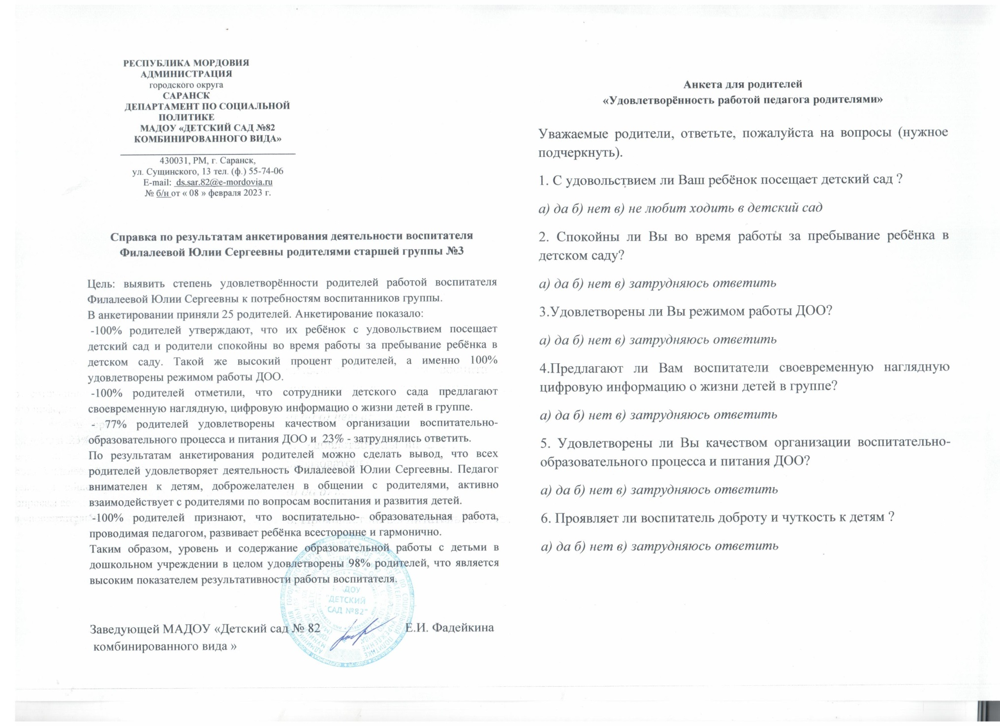 РЕСПУБЛИКА МОРДОВИЯ
АДМИНИСТРАЦИЯ
городского округа
САРАНСК
ДЕПАРТАМЕНТ ПО СОЦИАЛЬНОЙ
ПОЛИТИКЕ
МАДОУ «ДЕТСКИЙ САД №82
КОМБИНИРОВАННОГО ВИДА»
430031, РМ, г. Саранск,
ул. Сущинского, 13 тел. (ф.) 55-74-06
E-mail: ds.sar.82@e-mordovia.ru
№ б/н от « 08 » февраля 2023 г.
Справка по результатам анкетирования деятельности воспитателя
Филалеевой Юлии Сергеевны родителями старшей группы №3
Цель: выявить степень удовлетворённости родителей работой воспитателя
Филалеевой Юлии Сергеевны к потребностям воспитанников группы.
В анкетировании приняли 25 родителей. Анкетирование показало:
-100% родителей утверждают, что их ребёнок с удовольствием посещает
детский сад и родители спокойны во время работы за пребывание ребёнка в
детском саду. Такой же высокий процент родителей, а именно 100%
удовлетворены режимом работы ДОО.
-100% родителей отметили, что сотрудники детского сада предлагают
своевременную наглядную, цифровую информацио о жизни детей в группе.
- 77% родителей удовлетворены качеством организации воспитательно-
образовательного процесса и питания ДОО и 23% - затруднялись ответить.
По результатам анкетирования родителей можно сделать вывод, что всех
родителей удовлетворяет деятельность Филалеевой Юлии Сергеевны. Педагог
внимателен к детям, доброжелателен в общении с родителями, активно
взаимодействует с родителями по вопросам воспитания и развития детей.
-100% родителей признают, что воспитательно- образовательная работа,
проводимая педагогом, развивает ребёнка всесторонне и гармонично.
Таким образом, уровень и содержание образовательной работы с детьми в
дошкольном учреждении в целом удовлетворены 98% родителей, что является
высоким показателем результативности работы воспитателя.
ДОУ
"ДЕТСКИЙ
САД №82"
Заведующей МАДОУ «Детский сад № 82 Е.И. Фадейкина
комбинированного вида »
Анкета для родителей
«Удовлетворённость работой педагога родителями»
Уважаемые родители, ответьте, пожалуйста на вопросы (нужное
подчеркнуть).
1. С удовольствием ли Ваш ребёнок посещает детский сад ?
а) да б) нет в) не любит ходить в детский сад
2. Спокойны ли Вы во время работы за пребывание ребёнка в
детском саду?
а) да б) нет в) затрудняюсь ответить
3.Удовлетворены ли Вы режимом работы ДОО?
а) да б) нет в) затрудняюсь ответить
4.Предлагают ли Вам воспитатели своевременную наглядную
цифровую информацию о жизни детей в группе?
а) да б) нет в) затрудняюсь ответить
5. Удовлетворены ли Вы качеством организации воспитательно-
образовательного процесса и питания ДОО?
а) да б) нет в) затрудняюсь ответить
6. Проявляет ли воспитатель доброту и чуткость к детям ?
а) да б) нет в) затрудняюсь ответить